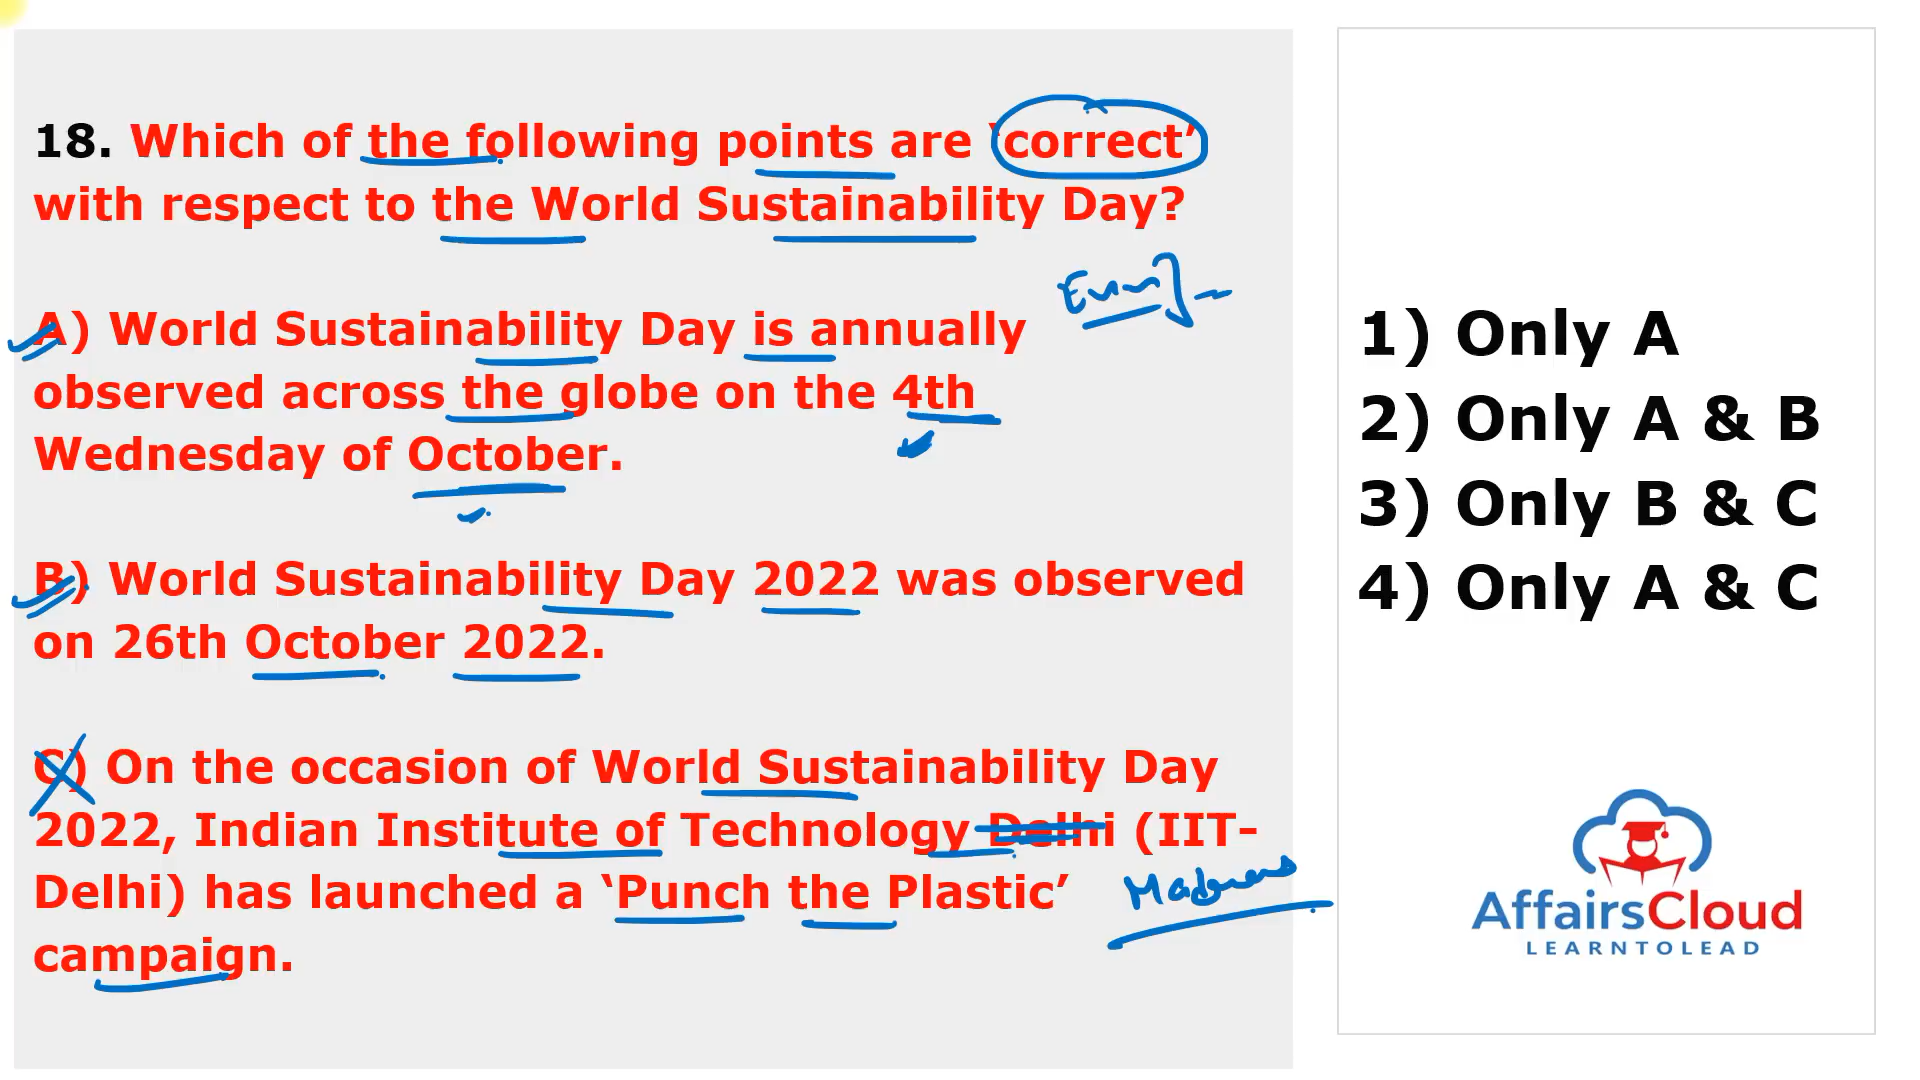 18. Which of the following points are ‘correct’
with respect to the World Sustainability Day?
A) World Sustainability Day is annually
observed across the globe on the 4th
Wednesday of October.
B) World Sustainability Day 2022 was observed
on 26th October 2022.
C) On the occasion of World Sustainability Day
2022, Indian Institute of Technology Delhi (IIT-
Delhi) has launched a ‘Punch the Plastic’
campaign.
Madras
1) Only A
2) Only A & B
3) Only B & C
4) Only A & C
AffairsCloud
LEARNTOLEAD